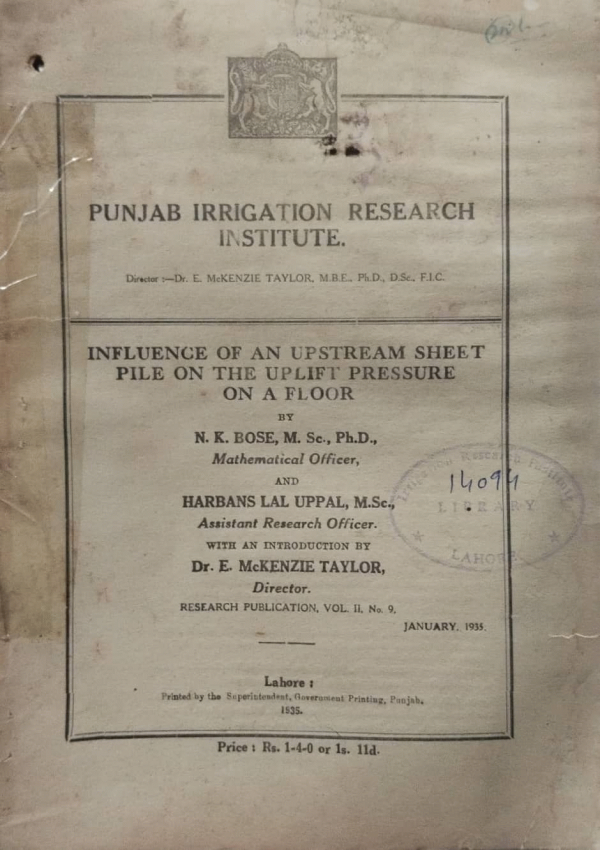 PUNJAB IRRIGATION RESEARCH
INSTITUTE.
Director :—Dr. E. McKENZIE TAYLOR, M.B.E., Ph.D., D.Sc., F.I.C.
INFLUENCE OF AN UPSTREAM SHEET
PILE ON THE UPLIFT PRESSURE
ON A FLOOR
BY
N. K. BOSE, M. Sc., Ph.D.,
Mathematical Officer,
AND
HARBANS LAL UPPAL, M.Sc.,
Assistant Research Officer.
WITH AN INTRODUCTION BY
Dr. E. McKENZIE TAYLOR,
Director.
RESEARCH PUBLICATION, VOL. II, No. 9.
JANUARY, 1935.
Irrigation Research Institute
14094
LIBRARY
LAHORE
Lahore :
Printed by the Superintendent, Government Printing, Punjab,
1935.
Price : Rs. 1-4-0 or 1s. 11d.